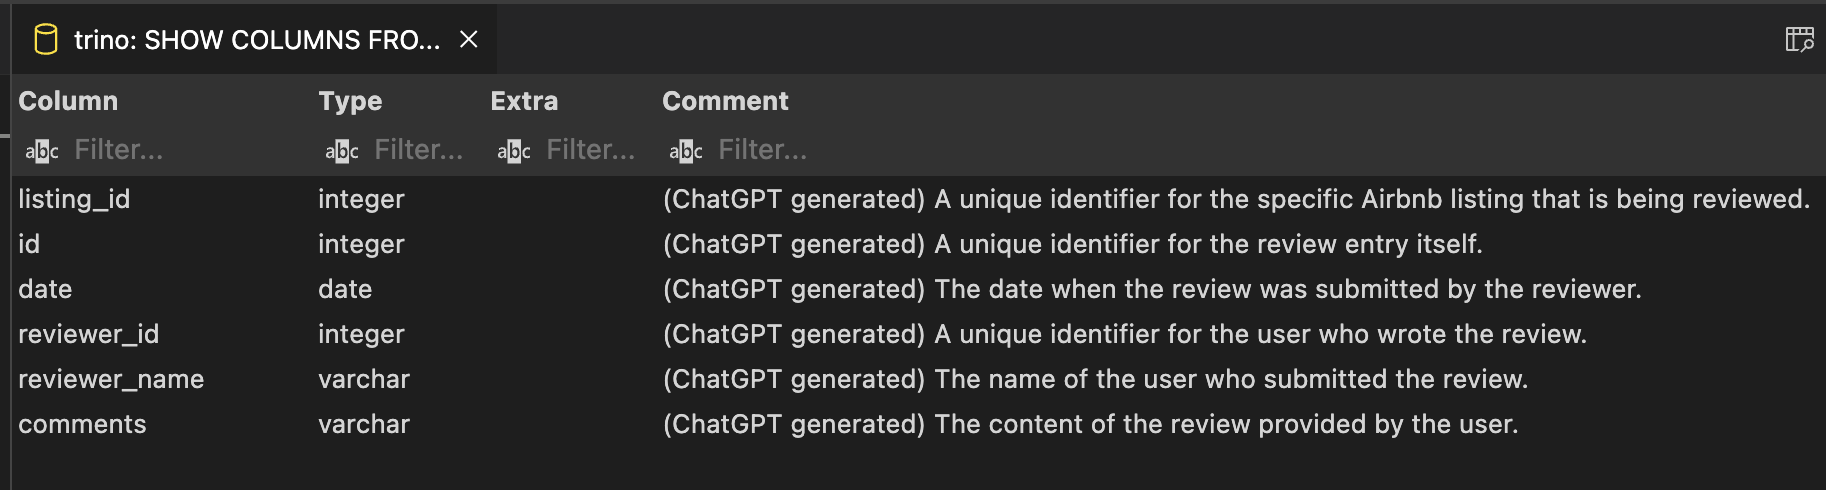 trino: SHOW COLUMNS FRO...
Column Type Extra Comment
abc Filter... abc Filter... abc Filter... abc Filter...
listing_id integer (ChatGPT generated) A unique identifier for the specific Airbnb listing that is being reviewed.
id integer (ChatGPT generated) A unique identifier for the review entry itself.
date date (ChatGPT generated) The date when the review was submitted by the reviewer.
reviewer_id integer (ChatGPT generated) A unique identifier for the user who wrote the review.
reviewer_name varchar (ChatGPT generated) The name of the user who submitted the review.
comments varchar (ChatGPT generated) The content of the review provided by the user.